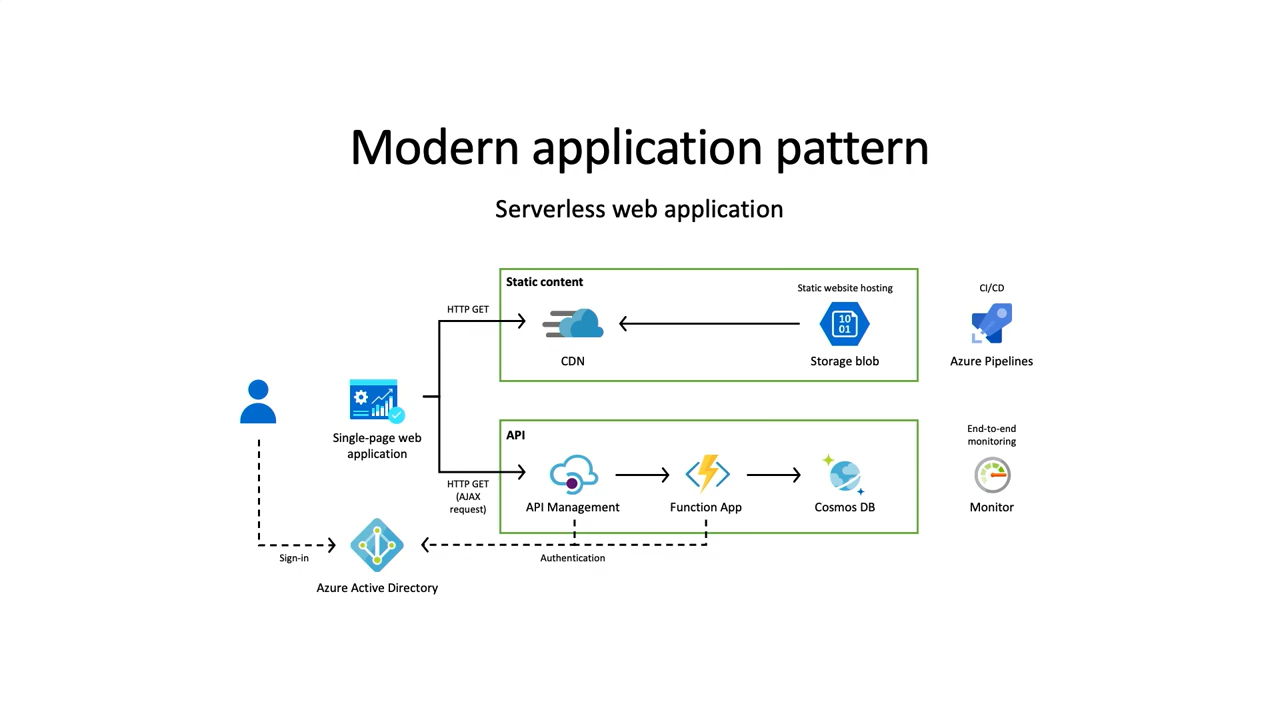 Modern application pattern
Serverless web application
Static content
Static website hosting
CI/CD
HTTP GET
10
01
CDN
Storage blob
Azure Pipelines
API
End-to-end
monitoring
Single-page web
application
HTTP GET
(AJAX
request)
API Management
Function App
Cosmos DB
Monitor
Sign-in
Authentication
Azure Active Directory